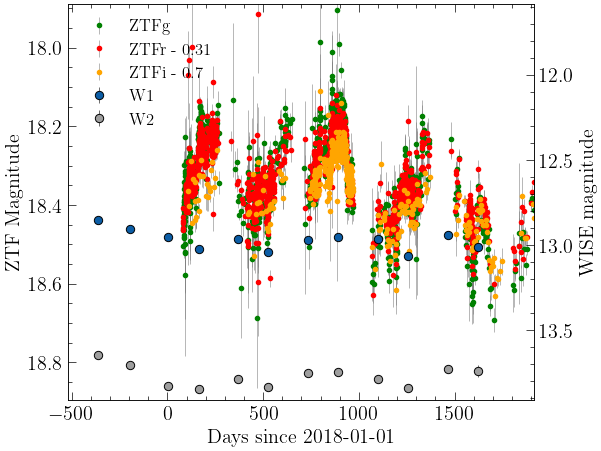 ZTFg
ZTFr - 0.31
ZTFi - 0.7
W1
W2
18.0
18.2
18.4
18.6
18.8
ZTF Magnitude
12.0
12.5
13.0
13.5
WISE magnitude
−500
0
500
1000
1500
Days since 2018-01-01